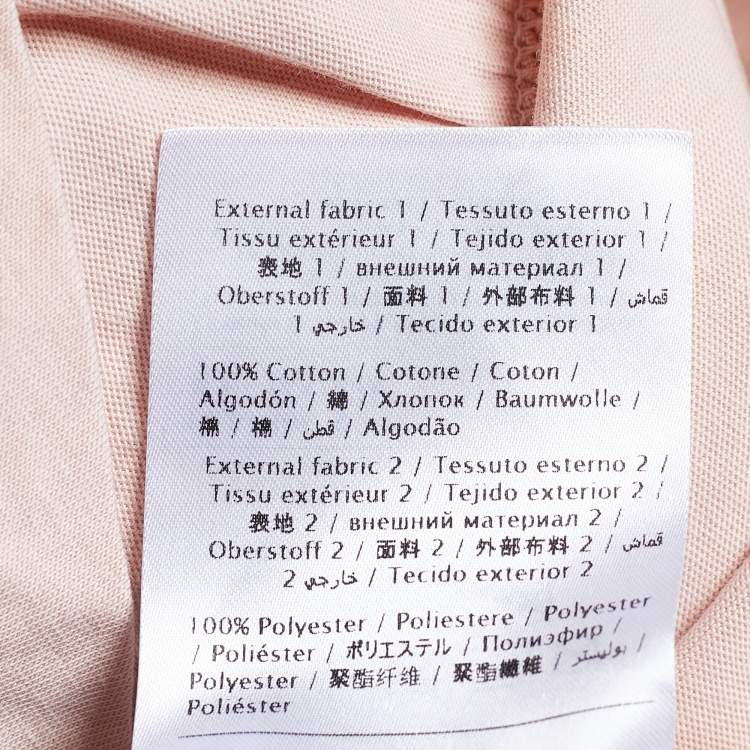 External fabric 1 / Tessuto esterno 1 /
Tissu extérieur 1 / Tejido exterior 1 /
表地 1 / внешний материал 1 /
Oberstoff 1 / 面料 1 / 外部布料 1 / قماش
خارجي 1 / Tecido exterior 1
100% Cotton / Cotone / Coton /
Algodón / 綿 / Хлопок / Baumwolle /
棉 / 棉 / قطن / Algodão
External fabric 2 / Tessuto esterno 2 /
Tissu extérieur 2 / Tejido exterior 2 /
表地 2 / внешний материал 2 /
Oberstoff 2 / 面料 2 / 外部布料 2 / قماش
خارجي 2 / Tecido exterior 2
100% Polyester / Poliestere / Polyester
/ Poliéster / ポリエステル / Полиэфир /
Polyester / 聚酯纤维 / 聚酯纖維 / بوليستر /
Poliéster